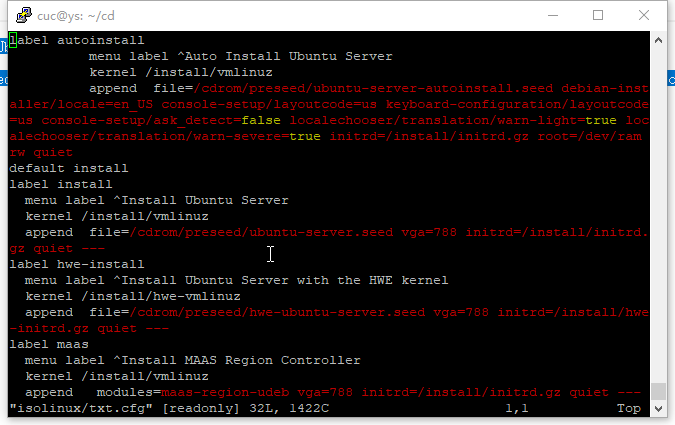 cuc@ys: ~/cd
label autoinstall
menu label ^Auto Install Ubuntu Server
kernel /install/vmlinuz
append file=/cdrom/preseed/ubuntu-server-autoinstall.seed debian-inst
aller/locale=en_US console-setup/layoutcode=us keyboard-configuration/layoutcode
=us console-setup/ask_detect=false localechooser/translation/warn-light=true loc
alechooser/translation/warn-severe=true initrd=/install/initrd.gz root=/dev/ram
rw quiet
default install
label install
menu label ^Install Ubuntu Server
kernel /install/vmlinuz
append file=/cdrom/preseed/ubuntu-server.seed vga=788 initrd=/install/initrd.
gz quiet ---
label hwe-install
menu label ^Install Ubuntu Server with the HWE kernel
kernel /install/hwe-vmlinuz
append file=/cdrom/preseed/hwe-ubuntu-server.seed vga=788 initrd=/install/hwe
-initrd.gz quiet ---
label maas
menu label ^Install MAAS Region Controller
kernel /install/vmlinuz
append modules=maas-region-udeb vga=788 initrd=/install/initrd.gz quiet ---
"isolinux/txt.cfg" [readonly] 32L, 1422C 1,1 Top